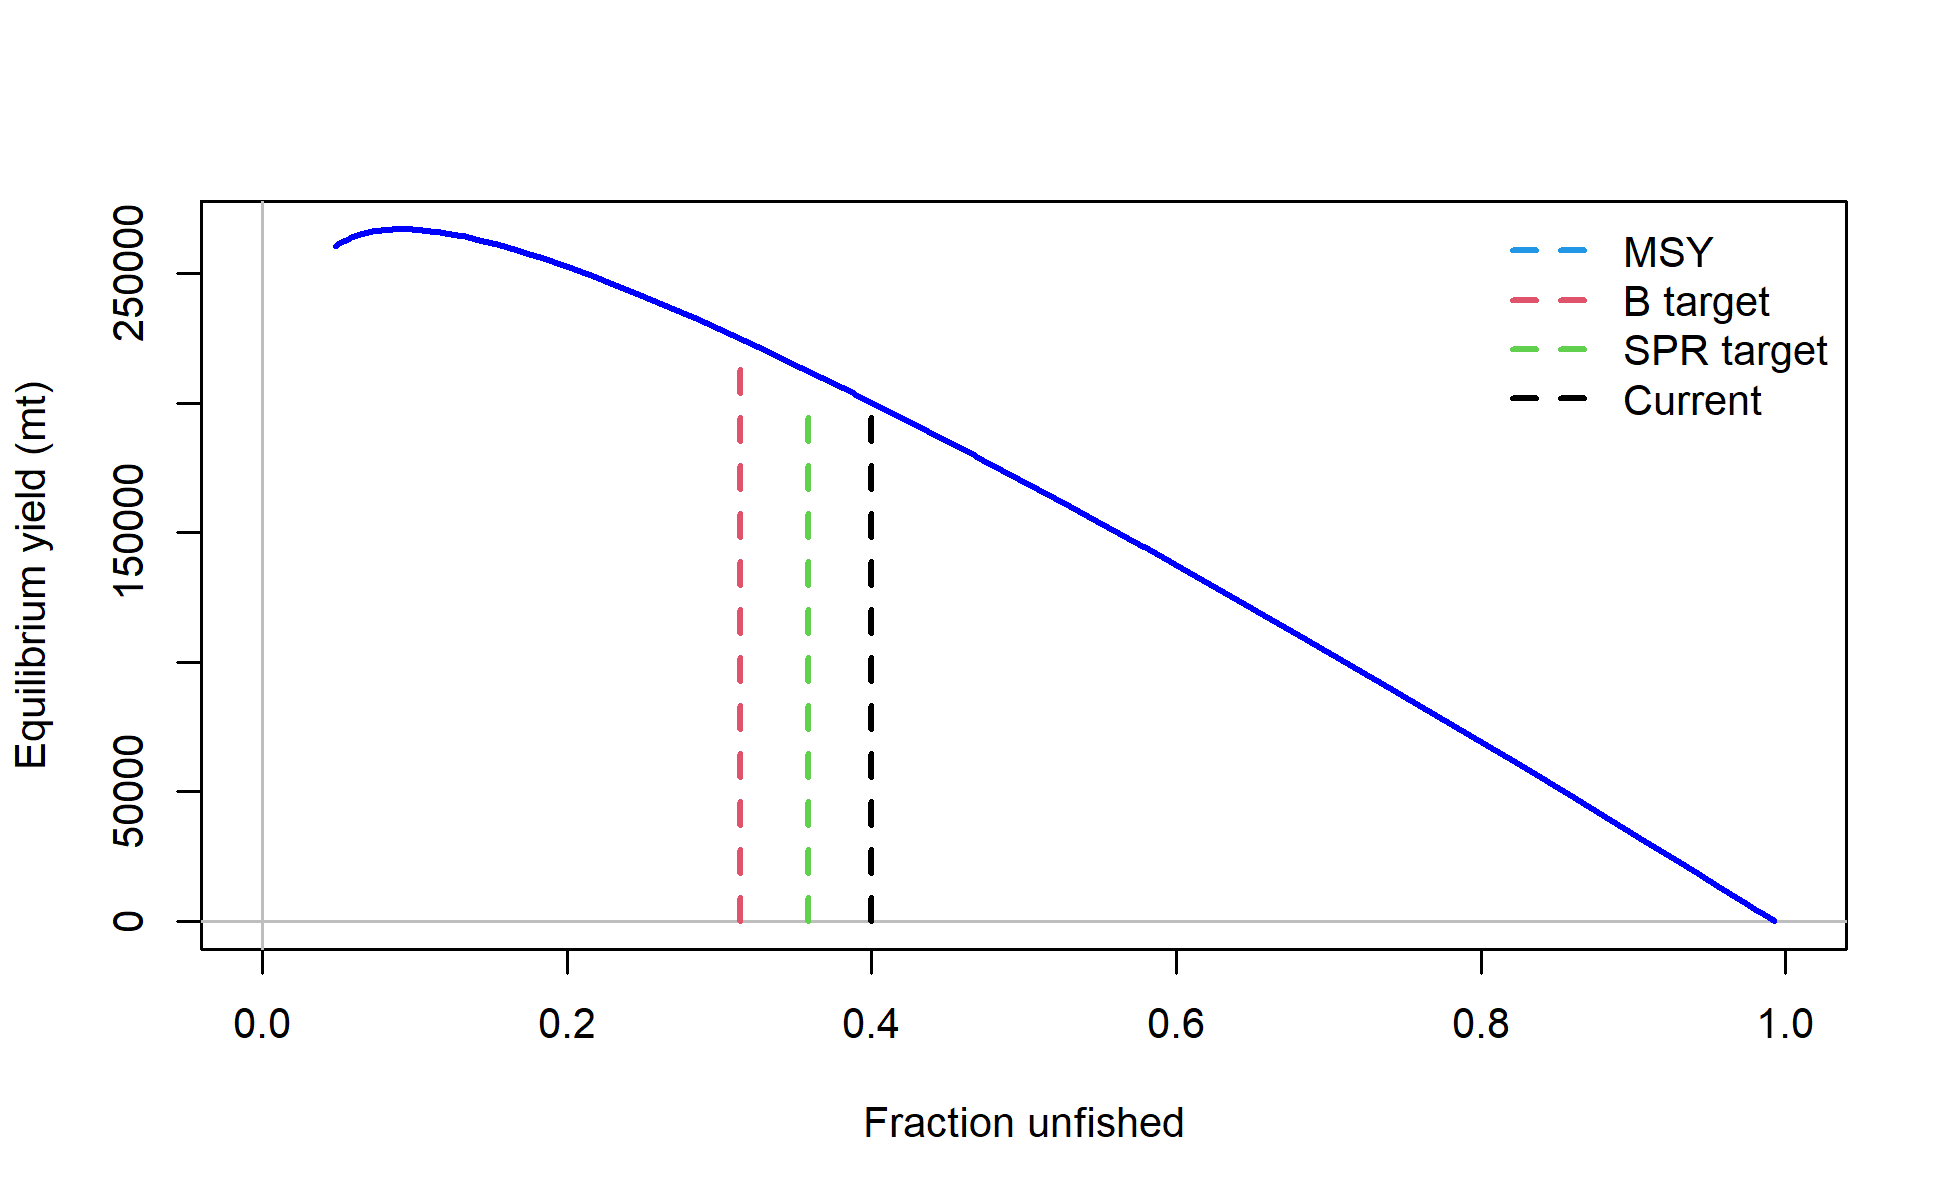 Equilibrium yield (mt)
250000
150000
50000
0
MSY
B target
SPR target
Current
0.0 0.2 0.4 0.6 0.8 1.0
Fraction unfished